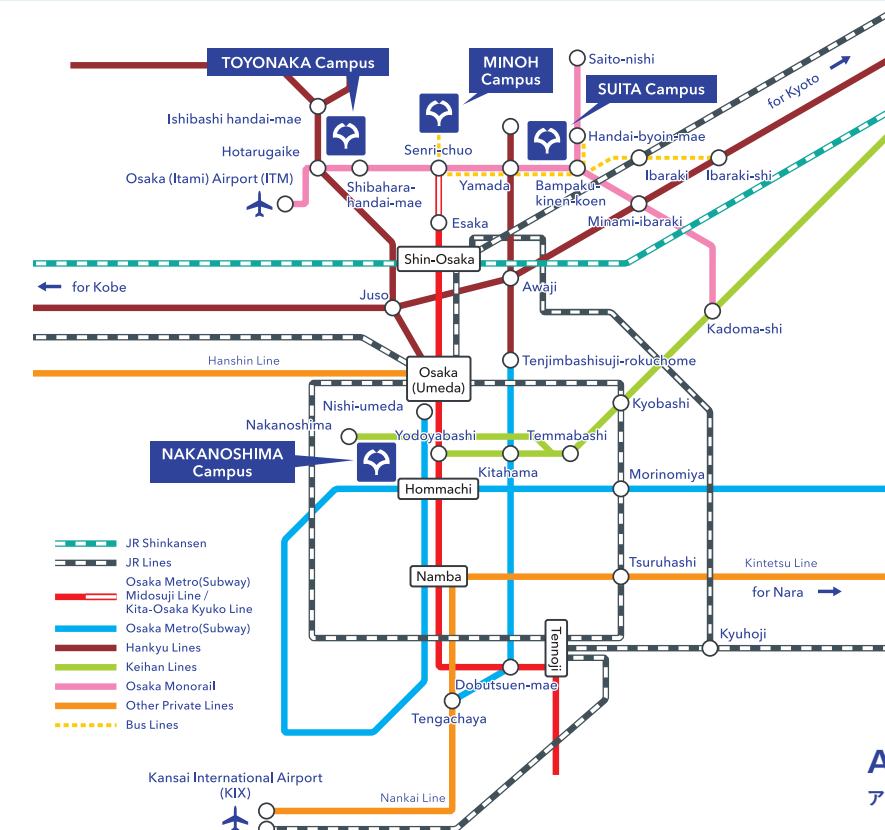 TOYONAKA Campus
MINOH
Campus
Saito-nishi
SUITA Campus
for Kyoto
Ishibashi handai-mae
Handai-byoin-mae
Senri-chuo
Hotarugaike
Osaka (Itami) Airport (ITM)
Shibahara-
handai-mae
Yamada
Bampaku-
kinen-koen
Ibaraki
Ibaraki-shi
Minami-ibaraki
Esaka
Shin-Osaka
for Kobe
Juso
Awaji
Kadoma-shi
Hanshin Line
Osaka
(Umeda)
Tenjimbashisuji-rokuchome
Nishi-umeda
Kyobashi
Nakanoshima
Yodoyabashi
Temmabashi
NAKANOSHIMA
Campus
Kitahama
Morinomiya
Hommachi
JR Shinkansen
JR Lines
Osaka Metro(Subway)
Midosuji Line /
Kita-Osaka Kyuko Line
Osaka Metro(Subway)
Hankyu Lines
Keihan Lines
Osaka Monorail
Other Private Lines
Bus Lines
Namba
Tsuruhashi
Kintetsu Line
for Nara
Tennoji
Kyuhoji
Dobutsuen-mae
Tengachaya
Kansai International Airport
(KIX)
Nankai Line
A
ア